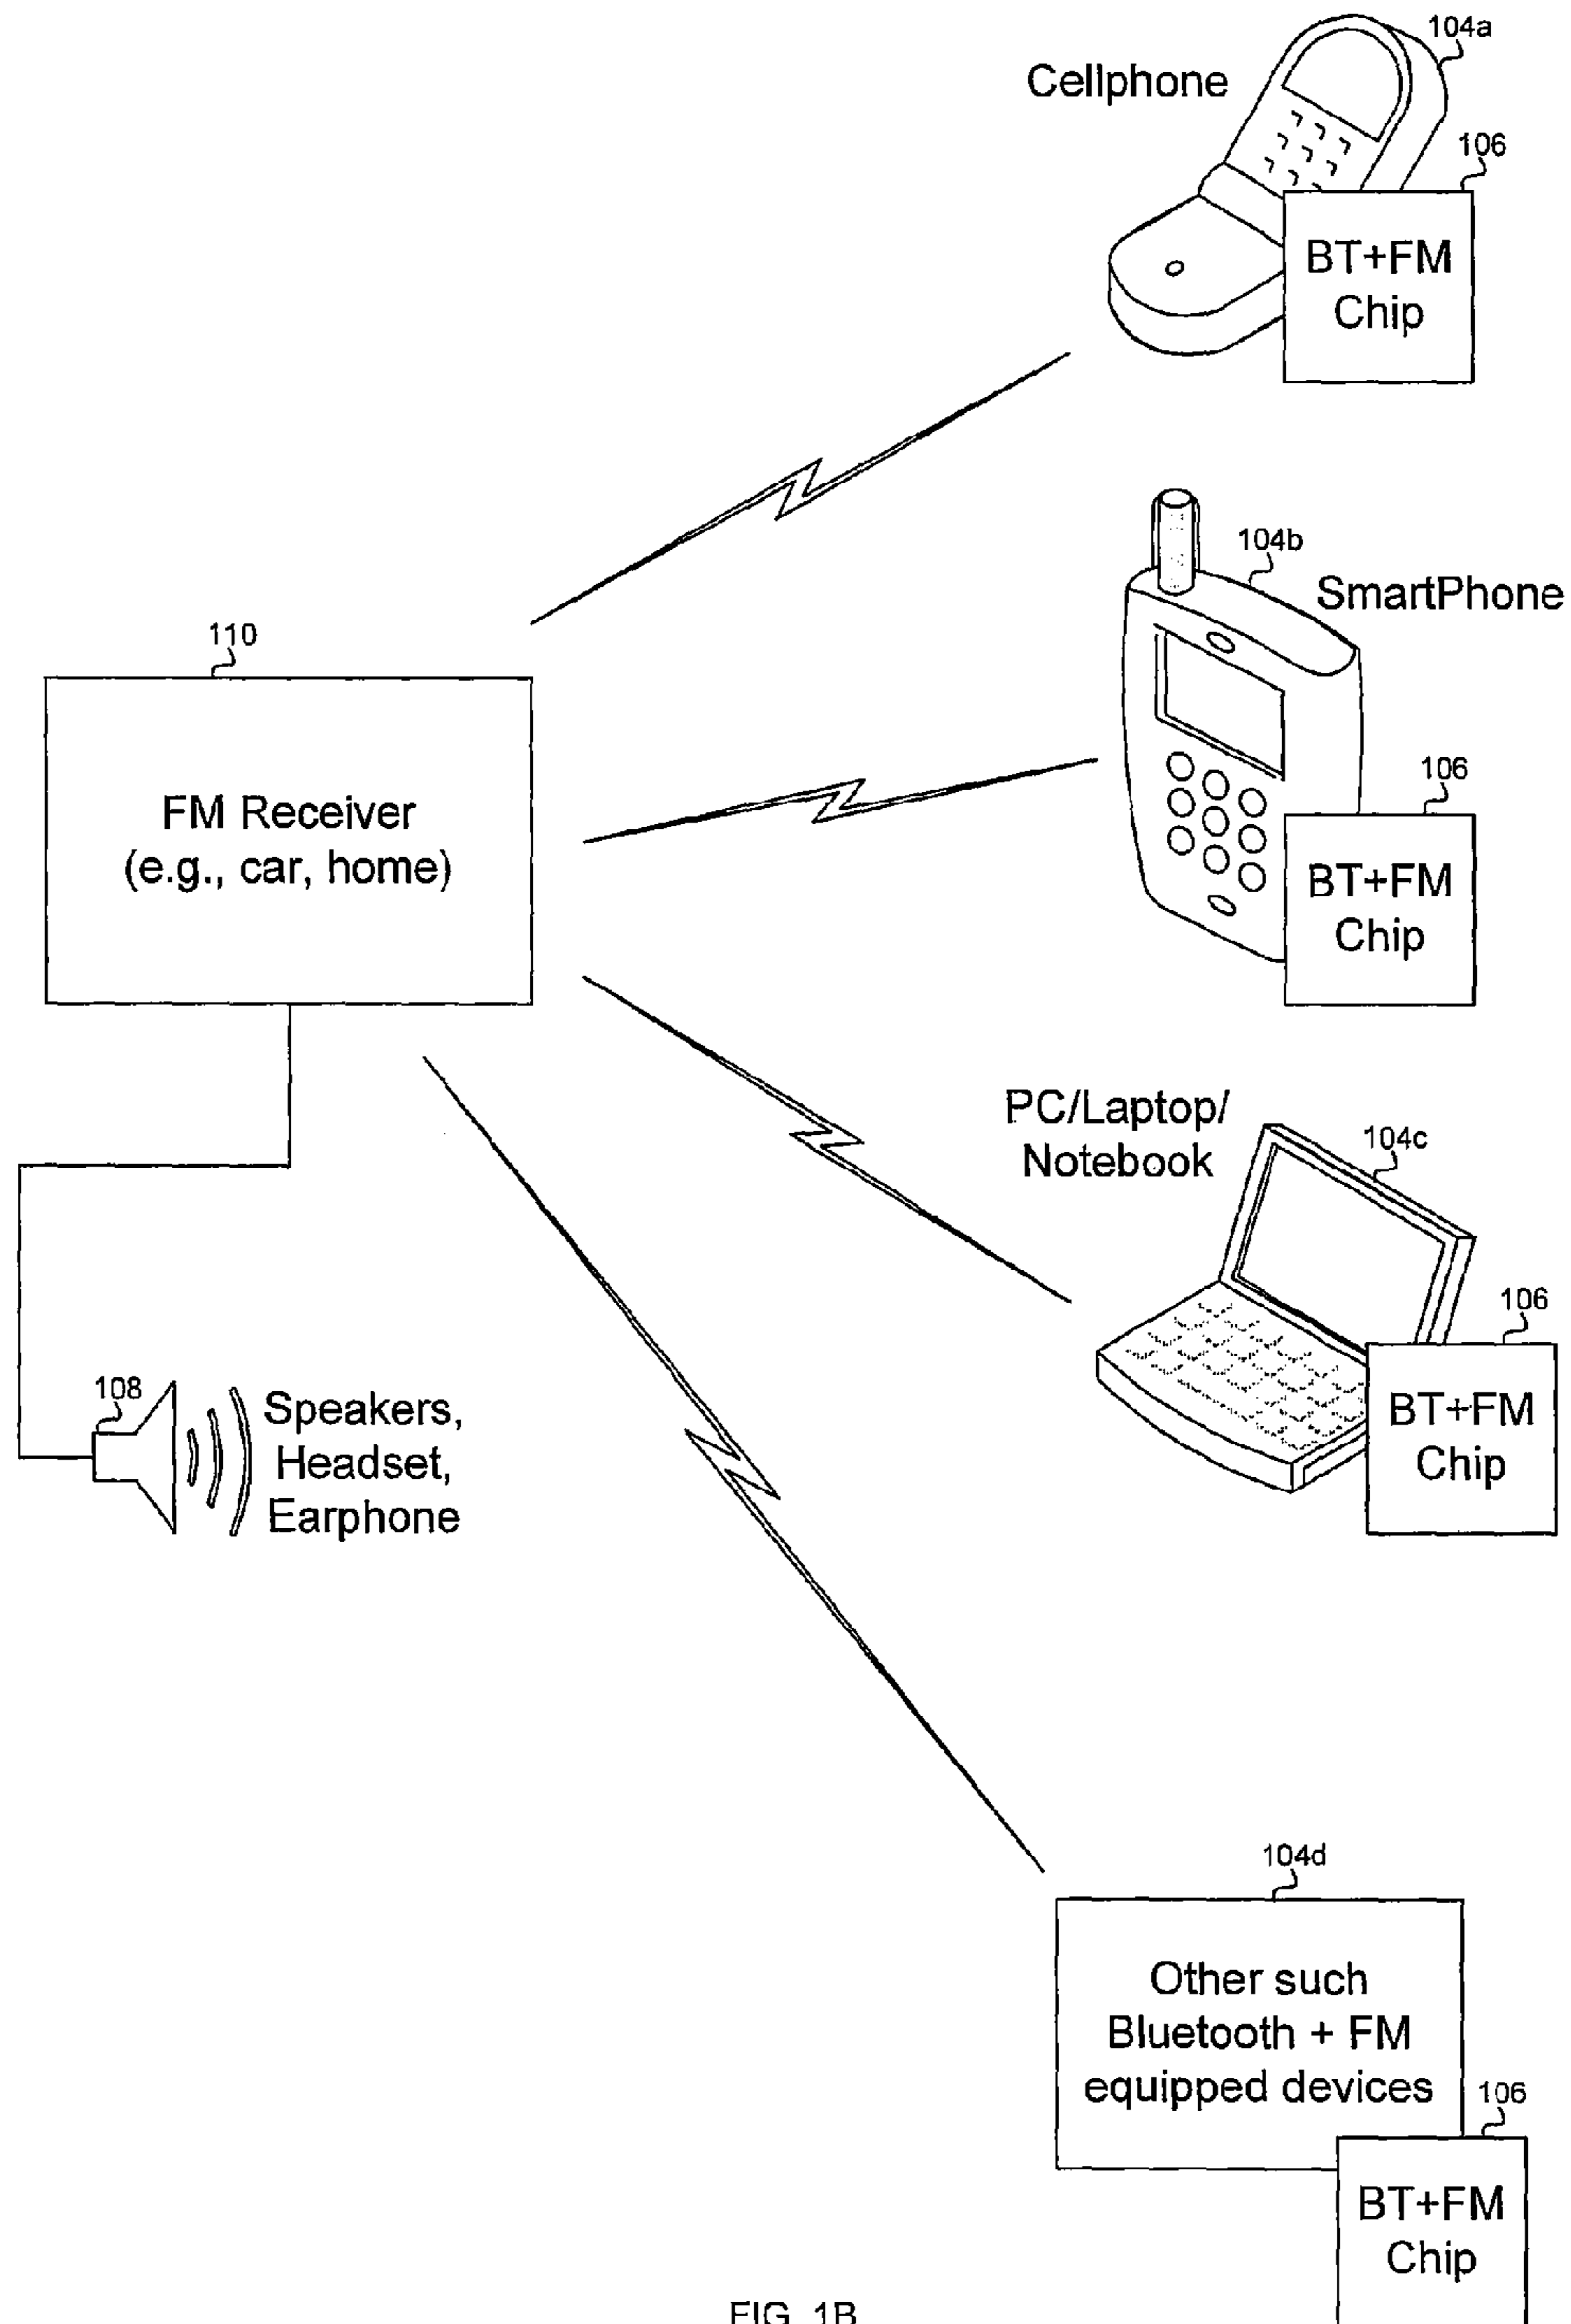 104a
Cellphone
106
BT+FM
Chip
104b
SmartPhone
110
FM Receiver
(e.g., car, home)
106
BT+FM
Chip
PC/Laptop/
Notebook
104c
106
BT+FM
Chip
108
Speakers,
Headset,
Earphone
104d
Other such
Bluetooth + FM
equipped devices
106
BT+FM
Chip
FIG. 1B